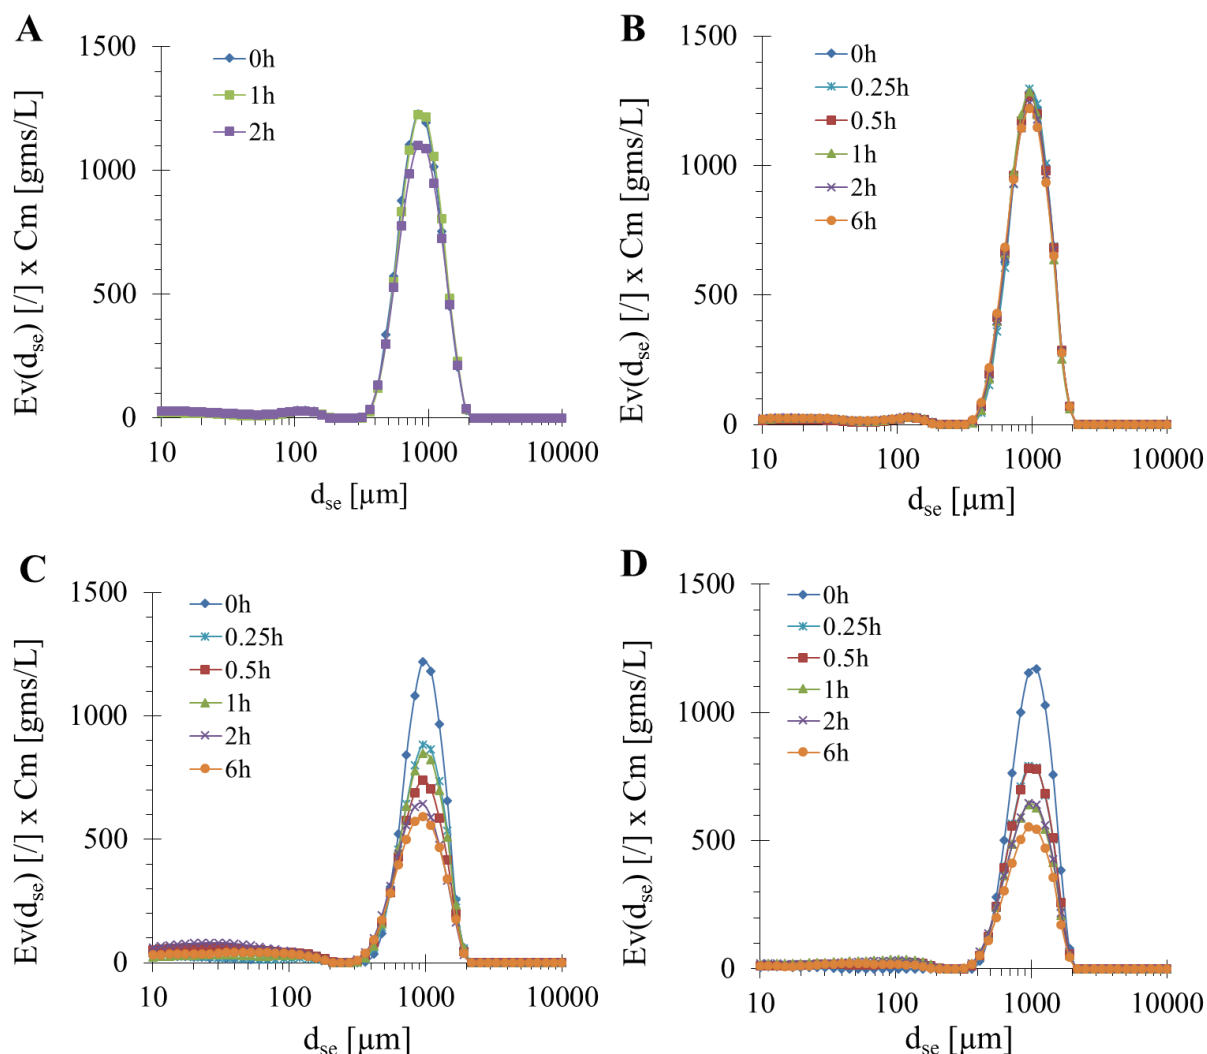 A
Ev(dse) [/] x Cm [gms/L]
1500
1000
500
0
10
100
1000
10000
dse [µm]
0h
1h
2h
B
Ev(dse) [/] x Cm [gms/L]
1500
1000
500
0
10
100
1000
10000
dse [µm]
0h
0.25h
0.5h
1h
2h
6h
C
Ev(dse) [/] x Cm [gms/L]
1500
1000
500
0
10
100
1000
10000
dse [µm]
0h
0.25h
0.5h
1h
2h
6h
D
Ev(dse) [/] x Cm [gms/L]
1500
1000
500
0
10
100
1000
10000
dse [µm]
0h
0.25h
0.5h
1h
2h
6h